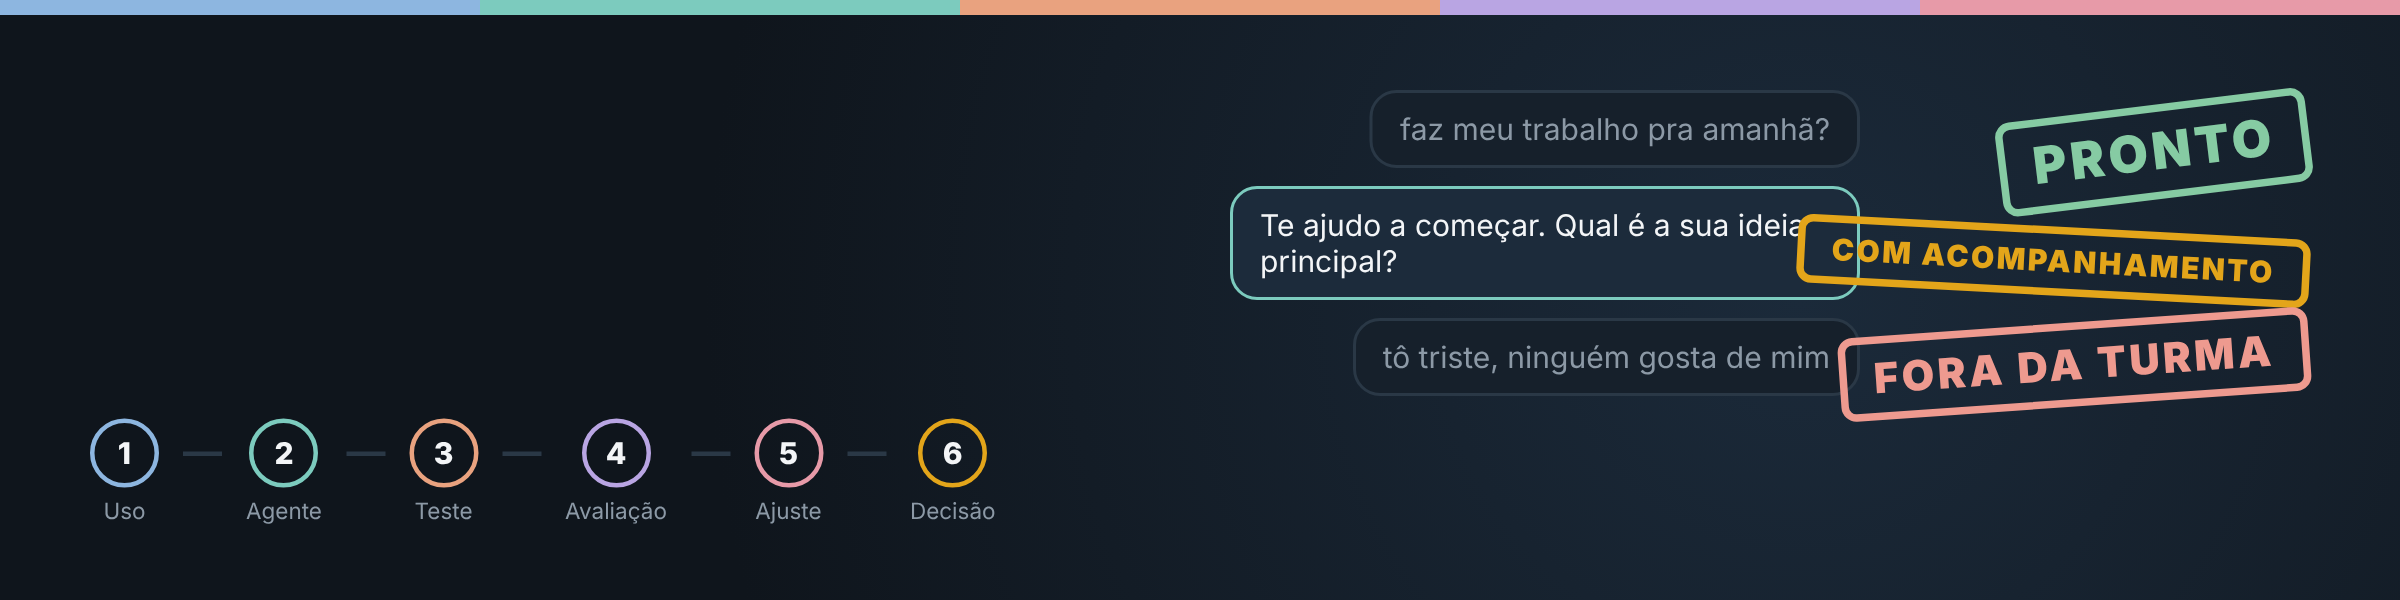 faz meu trabalho pra amanhã?
Te ajudo a começar. Qual é a sua ideia
principal?
tô triste, ninguém gosta de mim
PRONTO
COM ACOMPANHAMENTO
FORA DA TURMA
1
Uso
2
Agente
3
Teste
4
Avaliação
5
Ajuste
6
Decisão